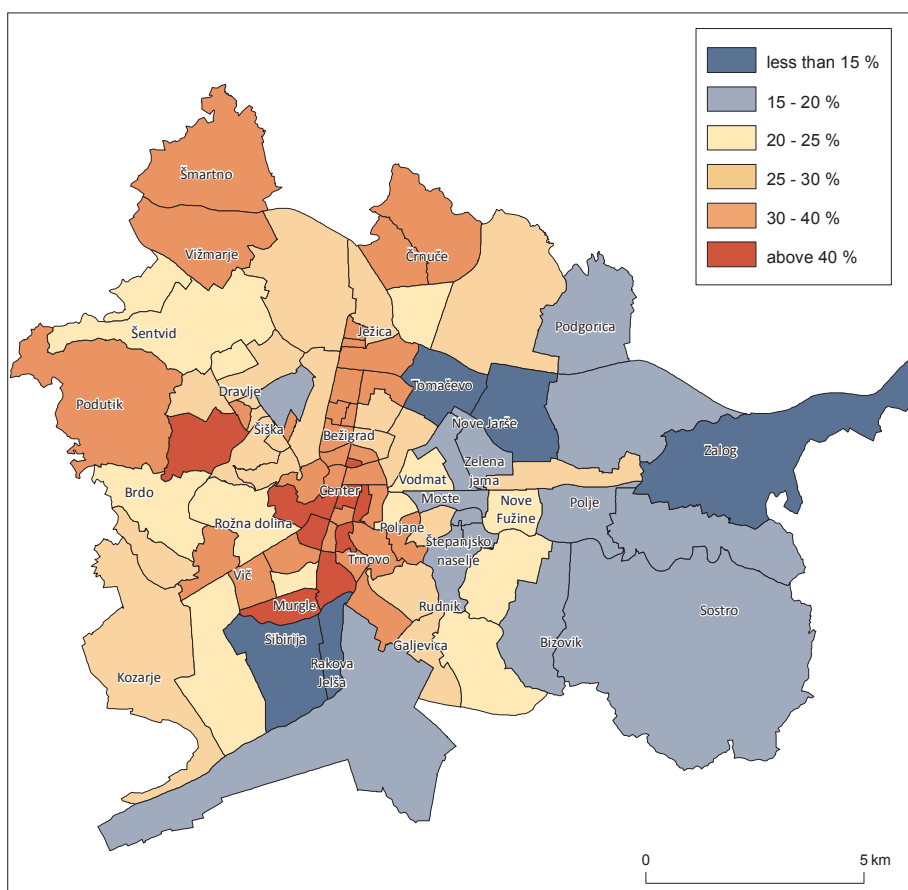 less than 15 %
15 - 20 %
20 - 25 %
25 - 30 %
30 - 40 %
above 40 %
Šmartno
Vižmarje
Črnuče
Ježica
Podgorica
Šentvid
Tomačevo
Dravlje
Podutik
Nove Jarše
Šiška
Bežigrad
Zalog
Zelena
jama
Vodmat
Center
Brdo
Moste
Nove
Fužine
Polje
Rožna dolina
Poljane
Štepanjsko
naselje
Trnovo
Vič
Murgle
Rudnik
Sostro
Sibirija
Galjevica
Bizovik
Rakova
Jelša
Kozarje
0
5 km